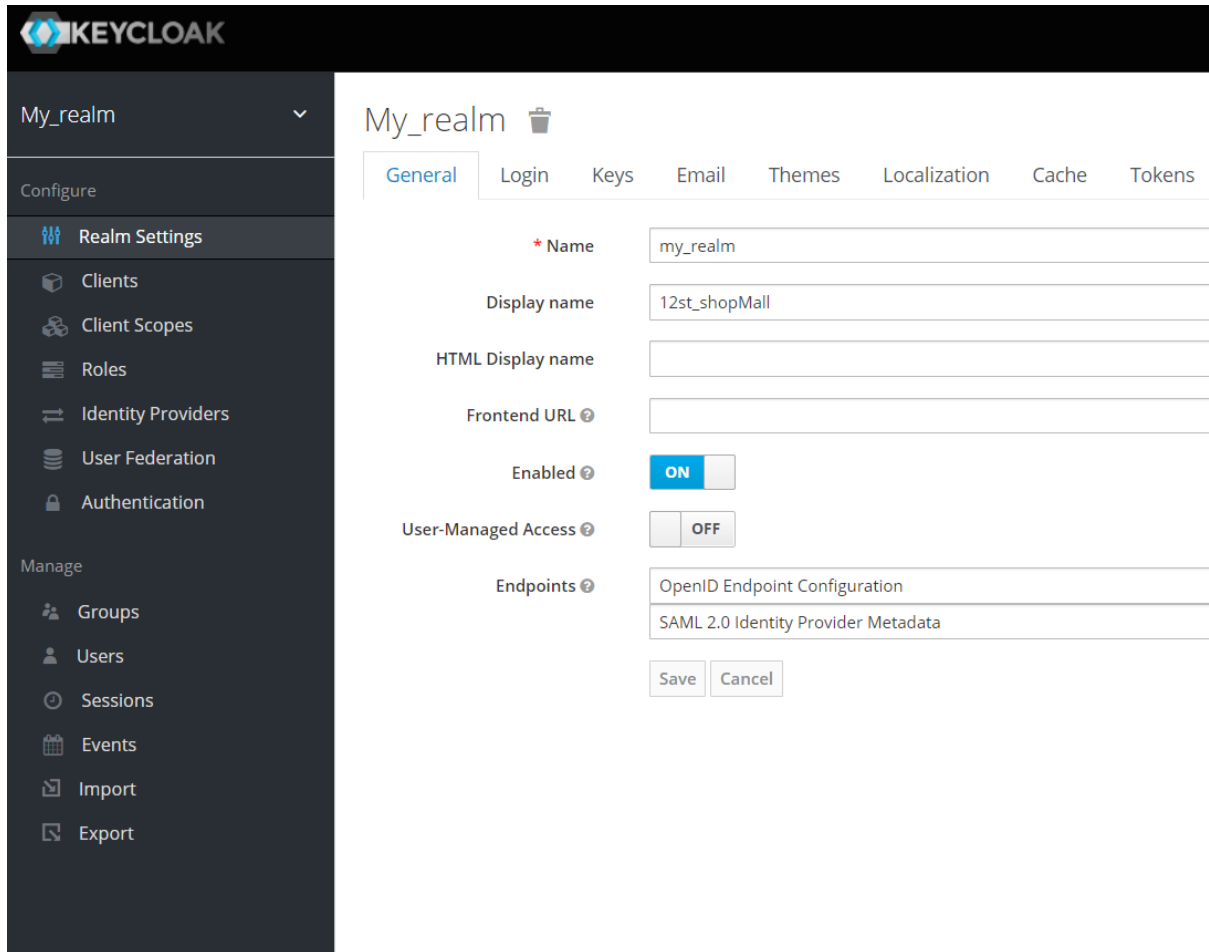 KEYCLOAK
My_realm
Configure
Realm Settings
Clients
Client Scopes
Roles
Identity Providers
User Federation
Authentication
Manage
Groups
Users
Sessions
Events
Import
Export
My_realm
General Login Keys Email Themes Localization Cache Tokens
* Name my_realm
Display name 12st_shopMall
HTML Display name
Frontend URL
Enabled ON
User-Managed Access OFF
Endpoints OpenID Endpoint Configuration
SAML 2.0 Identity Provider Metadata
Save Cancel